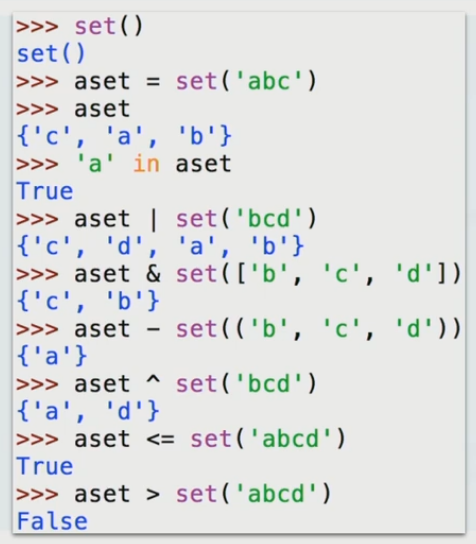 >>> set()
set()
>>> aset = set('abc')
>>> aset
{'c', 'a', 'b'}
>>> 'a' in aset
True
>>> aset | set('bcd')
{'c', 'd', 'a', 'b'}
>>> aset & set(['b', 'c', 'd'])
{'c', 'b'}
>>> aset - set(('b', 'c', 'd'))
{'a'}
>>> aset ^ set('bcd')
{'a', 'd'}
>>> aset <= set('abcd')
True
>>> aset > set('abcd')
False